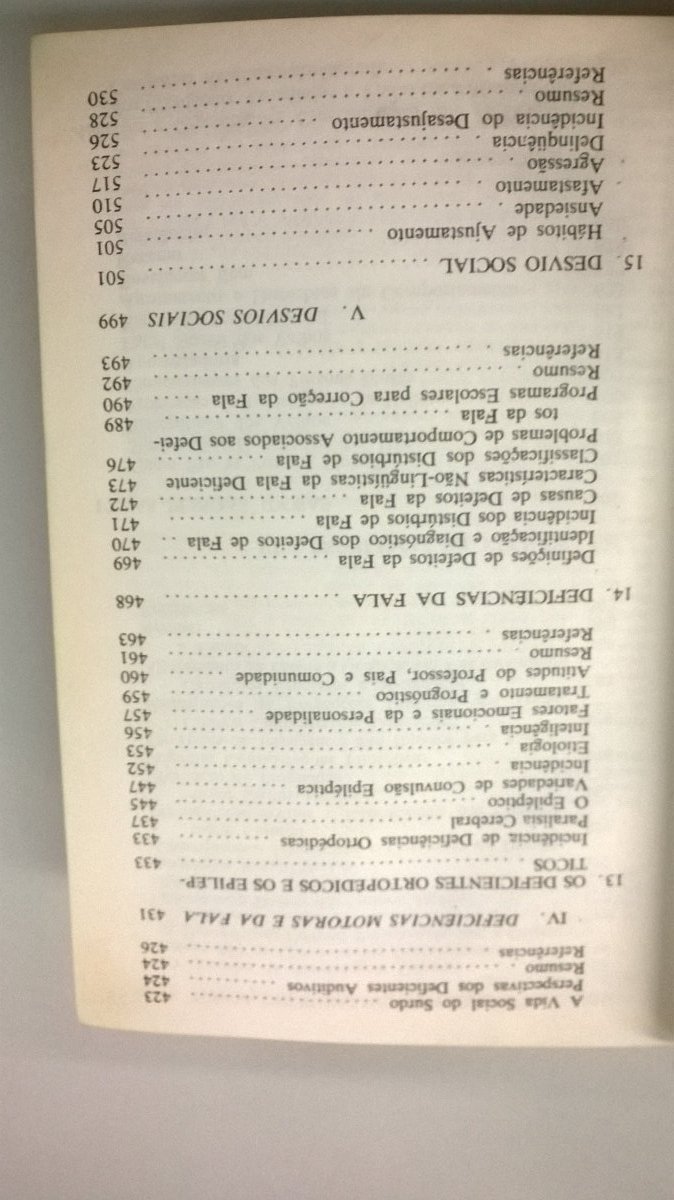 A Vida Social do Surdo . . . . . . . . . . . . . . . . . . 423
Perspectivas dos Deficientes Auditivos . . . . . . . . . . 424
Resumo . . . . . . . . . . . . . . . . . . . . . . . . . . 424
Referências . . . . . . . . . . . . . . . . . . . . . . . . 426
IV. DEFICIÊNCIAS MOTORAS E DA FALA 431
13. OS DEFICIENTES ORTOPÉDICOS E OS EPILÉP-
TICOS . . . . . . . . . . . . . . . . . . . . . . . . . . . 433
Incidência de Deficiências Ortopédicas . . . . . . . . . . 433
Paralisia Cerebral . . . . . . . . . . . . . . . . . . . . 437
O Epiléptico . . . . . . . . . . . . . . . . . . . . . . . 445
Variedades de Convulsão Epiléptica . . . . . . . . . . . . 447
Incidência . . . . . . . . . . . . . . . . . . . . . . . . 452
Etiologia . . . . . . . . . . . . . . . . . . . . . . . . . 453
Inteligência . . . . . . . . . . . . . . . . . . . . . . . 456
Fatores Emocionais e da Personalidade . . . . . . . . . 457
Tratamento e Prognóstico . . . . . . . . . . . . . . . . 459
Atitudes do Professor, Pais e Comunidade . . . . . . 460
Resumo . . . . . . . . . . . . . . . . . . . . . . . . . . 461
Referências . . . . . . . . . . . . . . . . . . . . . . . . 463
14. DEFICIÊNCIAS DA FALA . . . . . . . . . . . . . . . . . 468
Definições de Defeitos da Fala . . . . . . . . . . . . . . 469
Identificação e Diagnóstico dos Defeitos de Fala . . 470
Incidência dos Distúrbios de Fala . . . . . . . . . . . . 471
Causas de Defeitos da Fala . . . . . . . . . . . . . . . 472
Características Não-Lingüísticas da Fala Deficiente 473
Classificações dos Distúrbios de Fala . . . . . . . . . . 476
Problemas de Comportamento Associados aos Defei-
tos da Fala . . . . . . . . . . . . . . . . . . . . . . . 489
Programas Escolares para Correção da Fala . . . . . 490
Resumo . . . . . . . . . . . . . . . . . . . . . . . . . . 492
Referências . . . . . . . . . . . . . . . . . . . . . . . . 493
V. DESVIOS SOCIAIS 499
15. DESVIO SOCIAL . . . . . . . . . . . . . . . . . . . . . 501
Hábitos de Ajustamento . . . . . . . . . . . . . . . . . . 501
Ansiedade . . . . . . . . . . . . . . . . . . . . . . . . . 505
Afastamento . . . . . . . . . . . . . . . . . . . . . . . . 510
Agressão . . . . . . . . . . . . . . . . . . . . . . . . . 517
Delinqüência . . . . . . . . . . . . . . . . . . . . . . . 523
Incidência do Desajustamento . . . . . . . . . . . . . . 526
Resumo . . . . . . . . . . . . . . . . . . . . . . . . . . 528
Referências . . . . . . . . . . . . . . . . . . . . . . . . 530